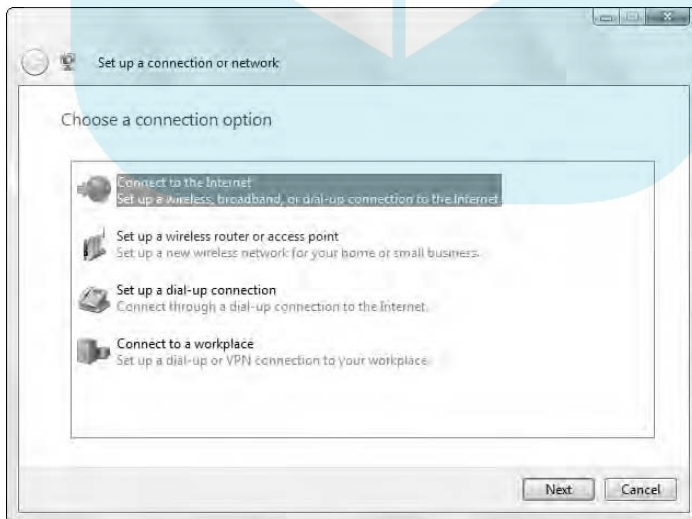 Set up a connection or network
Choose a connection option
Connect to the Internet
Set up a wireless, broadband, or dial-up connection to the Internet.
Set up a wireless router or access point
Set up a new wireless network for your home or small business.
Set up a dial-up connection
Connect through a dial-up connection to the Internet.
Connect to a workplace
Set up a dial-up or VPN connection to your workplace.
Next
Cancel